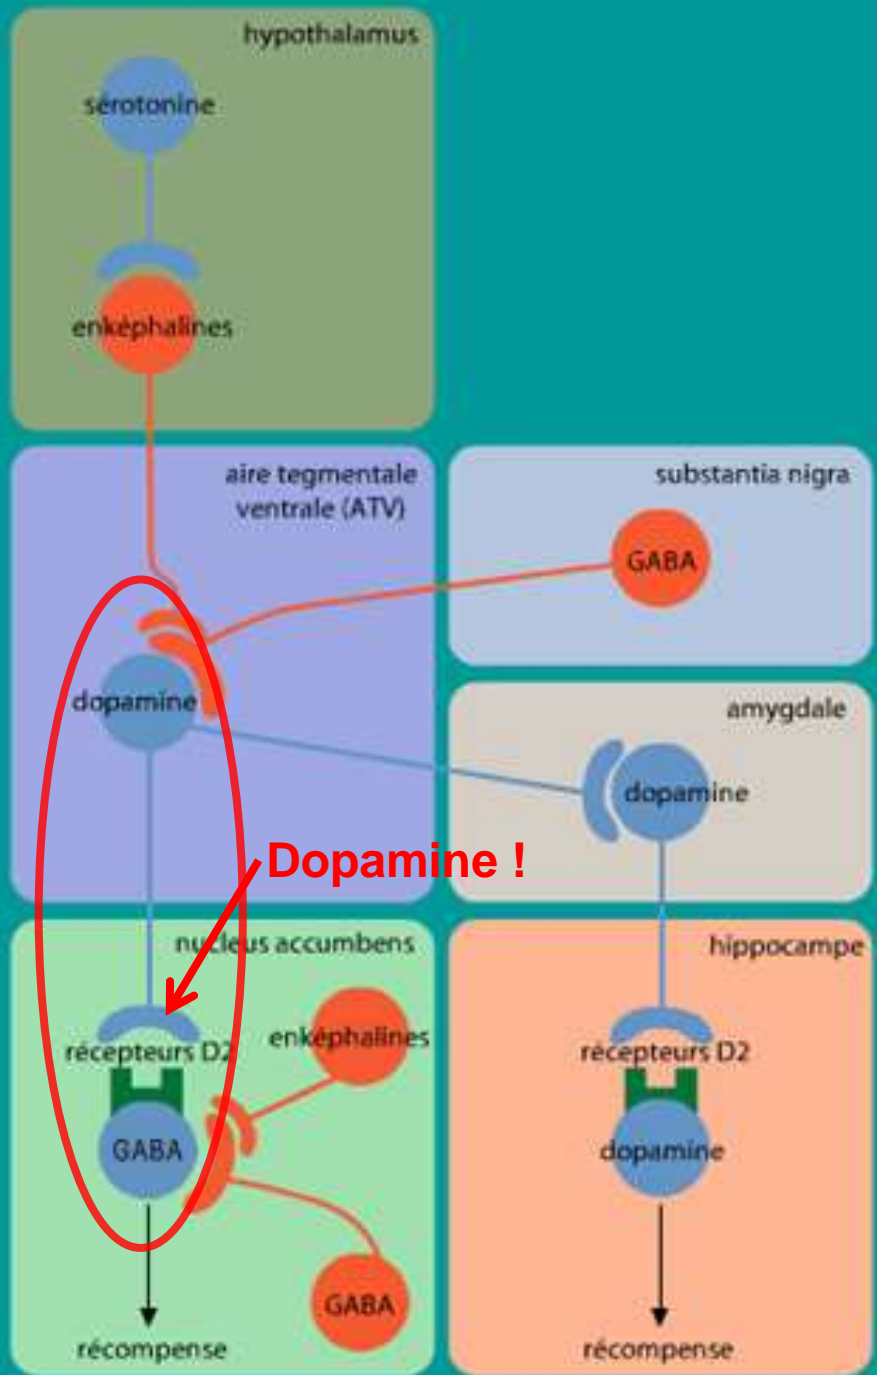 hypothalamus
sérotonine
enképhalines
aire tegmentale
ventrale (ATV)
dopamine
substantia nigra
GABA
amygdale
dopamine
Dopamine !
nucleus accumbens
enképhalines
récepteurs D2
GABA
GABA
récompense
hippocampe
récepteurs D2
dopamine
récompense